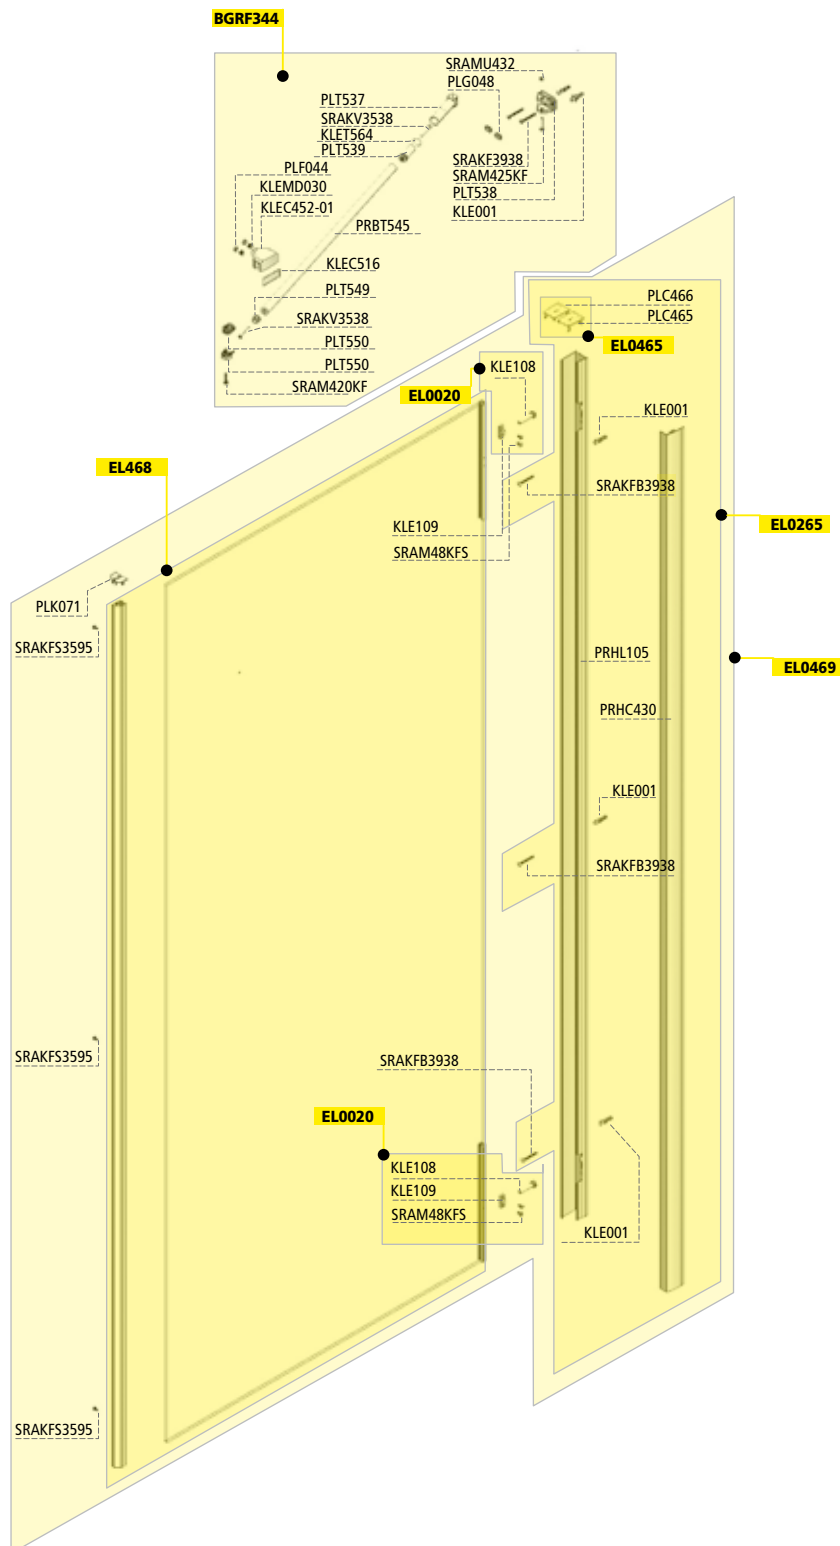 BGRF344
SRAMU432
PLG048
PLT537
SRAKV3538
KLET564
PLT539
SRAKF3938
SRAM425KF
PLT538
KLE001
PLF044
KLEMD030
KLEC452-01
PRBT545
KLEC516
PLT549
SRAKV3538
PLT550
PLT550
SRAM420KF
PLC466
PLC465
EL0465
KLE108
EL0020
KLE001
EL468
SRAKFB3938
KLE109
SRAM48KFS
EL0265
PLK071
SRAKFS3595
PRHL105
EL0469
PRHC430
KLE001
SRAKFB3938
SRAKFS3595
SRAKFB3938
EL0020
KLE108
KLE109
SRAM48KFS
KLE001
SRAKFS3595